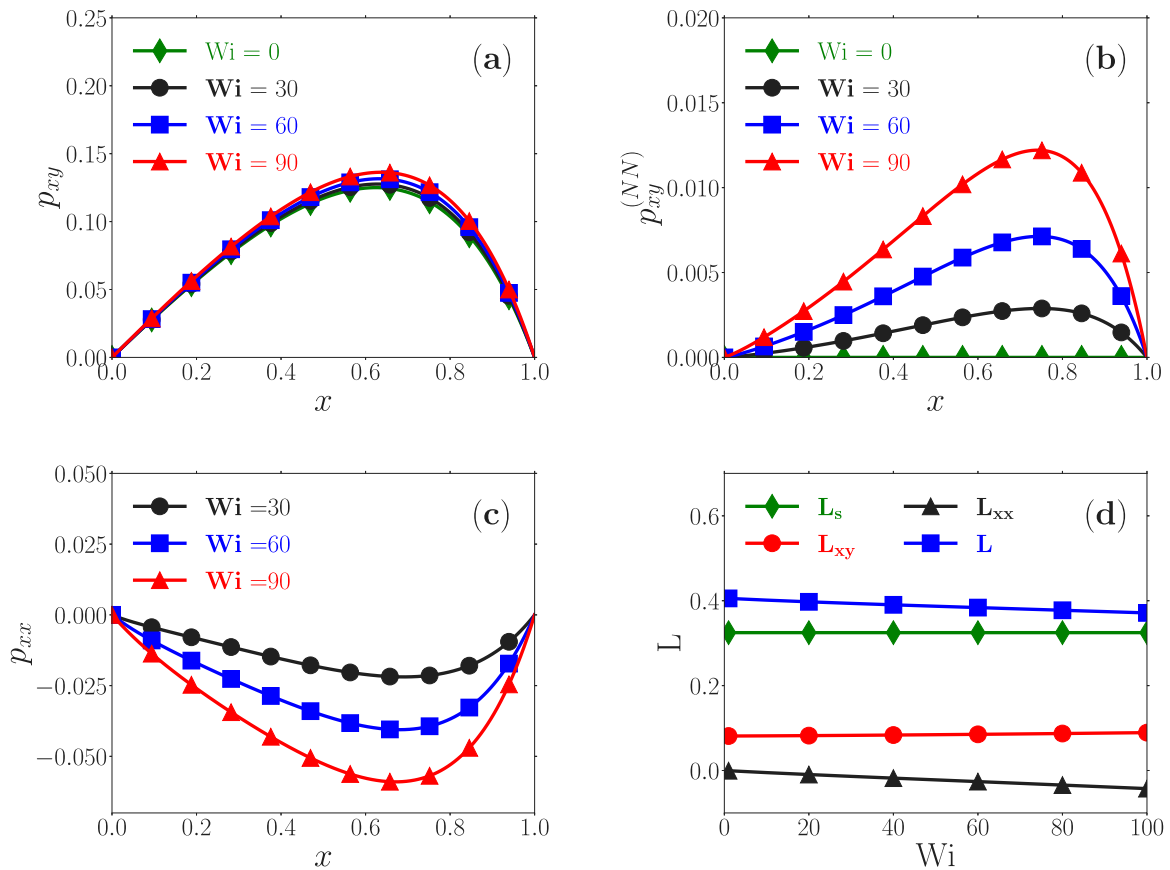 0.25
0.20
0.15
0.10
0.05
0.00
p_{xy}
Wi = 0
Wi = 30
Wi = 60
Wi = 90
(a)
0.0 0.2 0.4 0.6 0.8 1.0
x
0.020
0.015
0.010
0.005
0.000
p_{xy}^{(NN)}
Wi = 0
Wi = 30
Wi = 60
Wi = 90
(b)
0.0 0.2 0.4 0.6 0.8 1.0
x
0.050
0.025
0.000
−0.025
−0.050
p_{xx}
Wi =30
Wi =60
Wi =90
(c)
0.0 0.2 0.4 0.6 0.8 1.0
x
0.6
0.4
0.2
0.0
L
L_s L_{xx}
L_{xy} L
(d)
0 20 40 60 80 100
Wi